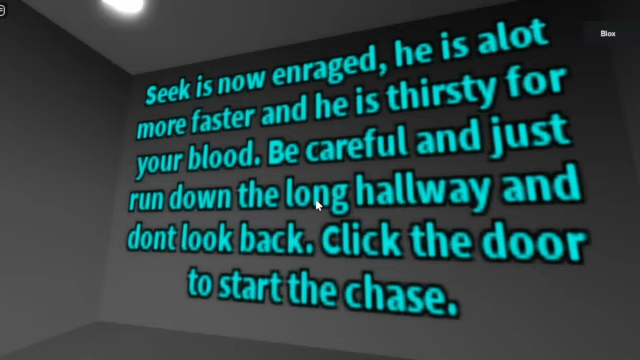 Blox
Seek is now enraged, he is alot
more faster and he is thirsty for
your blood. Be careful and just
run down the long hallway and
dont look back. Click the door
to start the chase.